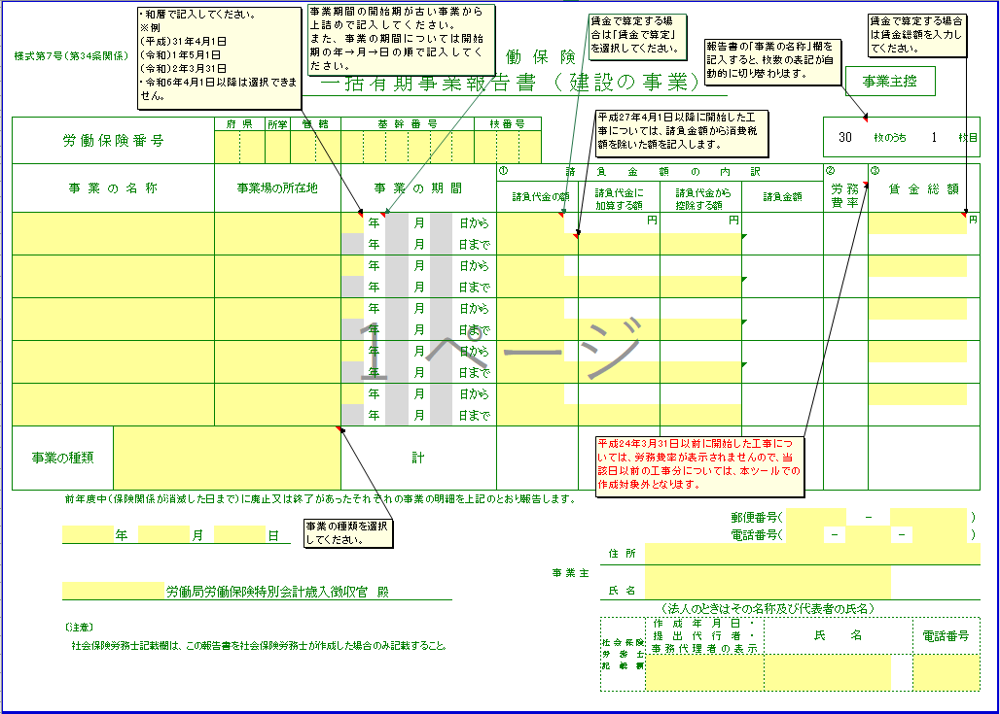 ・和暦で記入してください。
※例
(平成)31年4月1日
(令和)1年5月1日
(令和)2年3月31日
・令和6年4月1日以降は選択できま
せん。
事業期間の開始期が古い事業から
上詰めで記入してください。
また、事業の期間については開始
期の年→月→日の順で記入してく
ださい。
賃金で算定する場
合は「賃金で算定」
を選択してください。
報告書の「事業の名称」欄を
記入すると、枚数の表記が自
動的に切り替わります。
賃金で算定する場合
は賃金総額を入力し
てください。
様式第7号(第34条関係)
働保険
一括有期事業報告書(建設の事業)
事業主控
平成27年4月1日以降に開始した工
事については、請負金額から消費税
額を除いた額を記入します。
労働保険番号
府県 所掌 管轄 基幹番号 枝番号
30 枚のうち 1 枚目
事業の名称 事業場の所在地 事業の期間
① 請負金額の内訳
請負代金の額 請負代金に加算する額 請負代金から控除する額 請負金額
② 労務費率
③ 賃金総額
年 月 日から 円 円 円
年 月 日まで
年 月 日から
年 月 日まで
年 月 日から
年 月 日まで
年 月 日から
年 月 日まで
年 月 日から
年 月 日まで
1 ページ
事業の種類 計
平成24年3月31日以前に開始した工事につ
いては、労務費率が表示されませんので、当
該日以前の工事分については、本ツールでの
作成対象外となります。
前年度中(保険関係が消滅した日まで)に廃止又は終了があったそれぞれの事業の明細を上記のとおり報告します。
事業の種類を選択
してください。
年 月 日
郵便番号( − )
電話番号( − − )
住所
事業主
氏名
労働局労働保険特別会計歳入徴収官 殿
(法人のときはその名称及び代表者の氏名)
〔注意〕
社会保険労務士記載欄は、この報告書を社会保険労務士が作成した場合のみ記載すること。
社会保険
労務士
記載欄
作成年月日・
提出代行者・
事務代理者の表示
氏名
電話番号